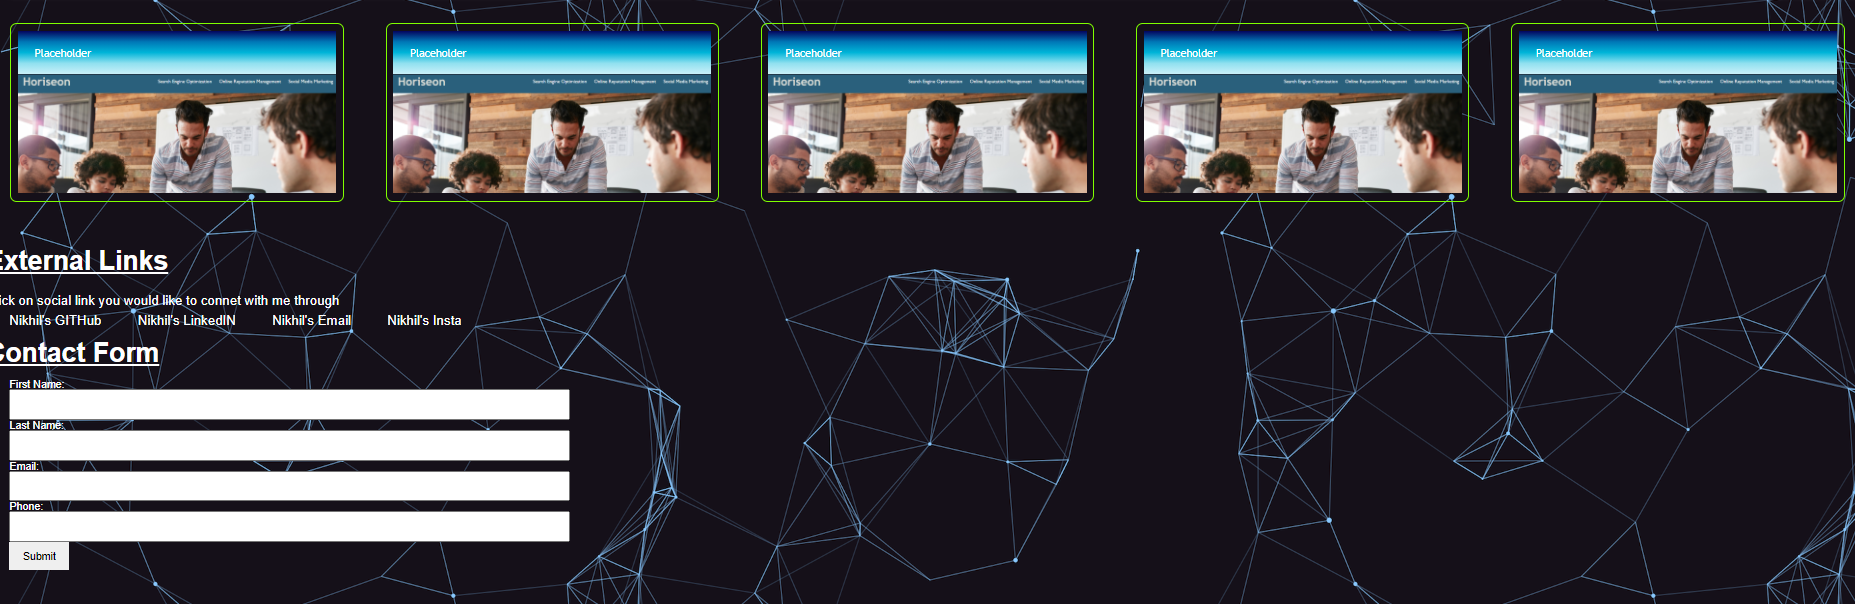 Placeholder Placeholder Placeholder Placeholder Placeholder
Horiseon Search Engine Optimization Online Reputation Management Social Media Marketing Horiseon Search Engine Optimization Online Reputation Management Social Media Marketing Horiseon Search Engine Optimization Online Reputation Management Social Media Marketing Horiseon Search Engine Optimization Online Reputation Management Social Media Marketing Horiseon Search Engine Optimization Online Reputation Management Social Media Marketing
External Links
ick on social link you would like to connet with me through
Nikhil's GITHub Nikhil's LinkedIN Nikhil's Email Nikhil's Insta
Contact Form
First Name:
Last Name:
Email:
Phone:
Submit